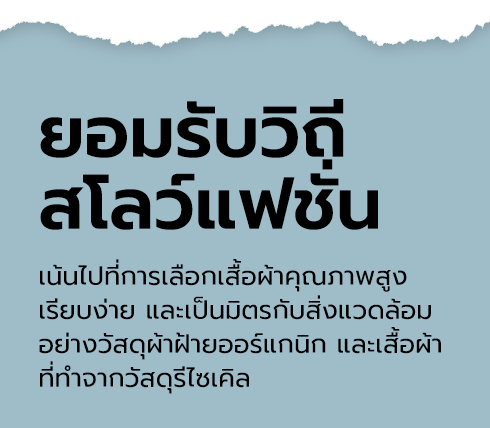 ยอมรับวิถี
สโลว์แฟชั่น
เน้นไปที่การเลือกเสื้อผ้าคุณภาพสูง
เรียบง่าย และเป็นมิตรกับสิ่งแวดล้อม
อย่างวัสดุผ้าฝ้ายออร์แกนิก และเสื้อผ้า
ที่ทำจากวัสดุรีไซเคิล